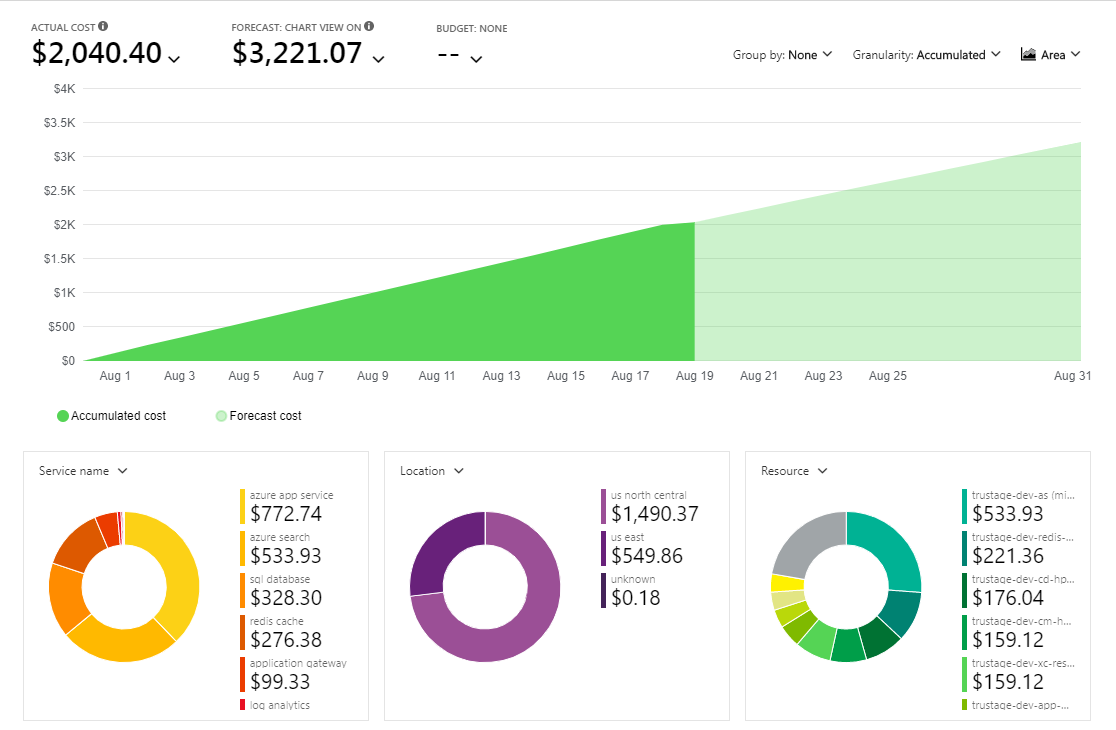 ACTUAL COST
FORECAST: CHART VIEW ON
BUDGET: NONE
$2,040.40
$3,221.07
--
Group by: None
Granularity: Accumulated
Area
$4K
$3.5K
$3K
$2.5K
$2K
$1.5K
$1K
$500
$0
Aug 1 Aug 3 Aug 5 Aug 7 Aug 9 Aug 11 Aug 13 Aug 15 Aug 17 Aug 19 Aug 21 Aug 23 Aug 25 Aug 31
Accumulated cost
Forecast cost
Service name
azure app service
$772.74
azure search
$533.93
sql database
$328.30
redis cache
$276.38
application gateway
$99.33
log analytics
Location
us north central
$1,490.37
us east
$549.86
unknown
$0.18
Resource
trustage-dev-as (mi...
$533.93
trustage-dev-redis-...
$221.36
trustage-dev-cd-hp...
$176.04
trustage-dev-cm-h...
$159.12
trustage-dev-xc-res...
$159.12
trustage-dev-app-...